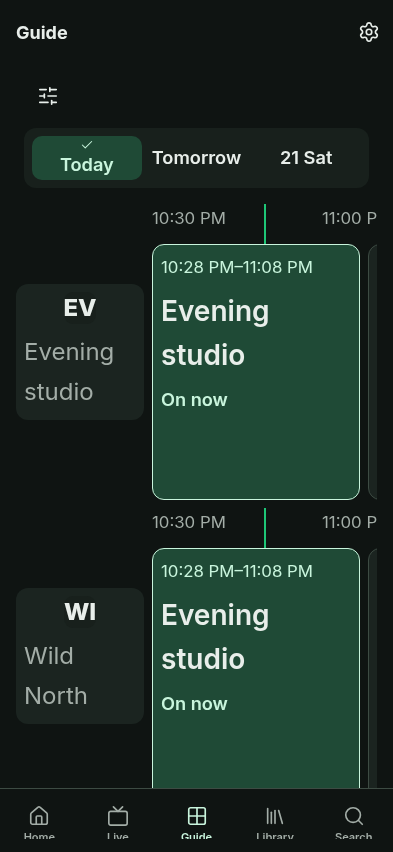 Guide
Today
Tomorrow
21 Sat
10:30 PM
11:00 P
10:28 PM–11:08 PM
Evening
studio
On now
EV
Evening
studio
10:30 PM
11:00 P
10:28 PM–11:08 PM
Evening
studio
On now
WI
Wild
North
Home
Live
Guide
Library
Search